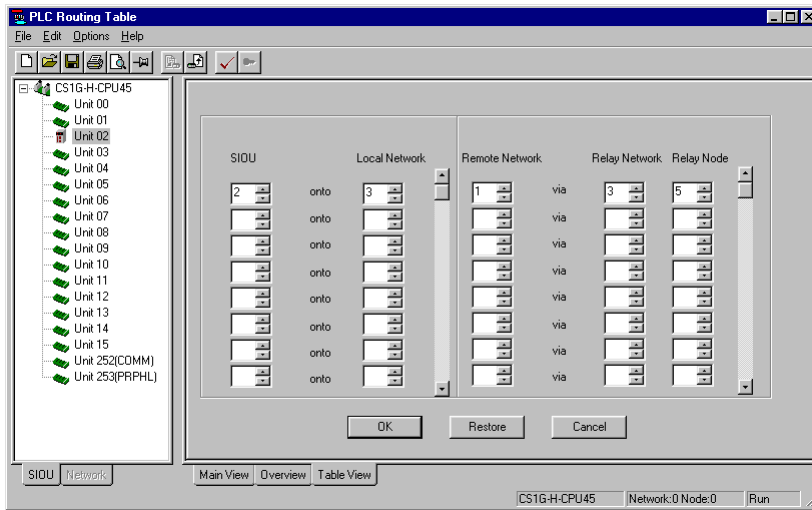 PLC Routing Table
File Edit Options Help
CS1G-H-CPU45
Unit 00
Unit 01
Unit 02
Unit 03
Unit 04
Unit 05
Unit 06
Unit 07
Unit 08
Unit 09
Unit 10
Unit 11
Unit 12
Unit 13
Unit 14
Unit 15
Unit 252(COMM)
Unit 253(PRPHL)
SIOU Network
SIOU Local Network Remote Network Relay Network Relay Node
2 onto 3 1 via 3 5
onto via
onto via
onto via
onto via
onto via
onto via
onto via
OK Restore Cancel
Main View Overview Table View
CS1G-H-CPU45 Network:0 Node:0 Run